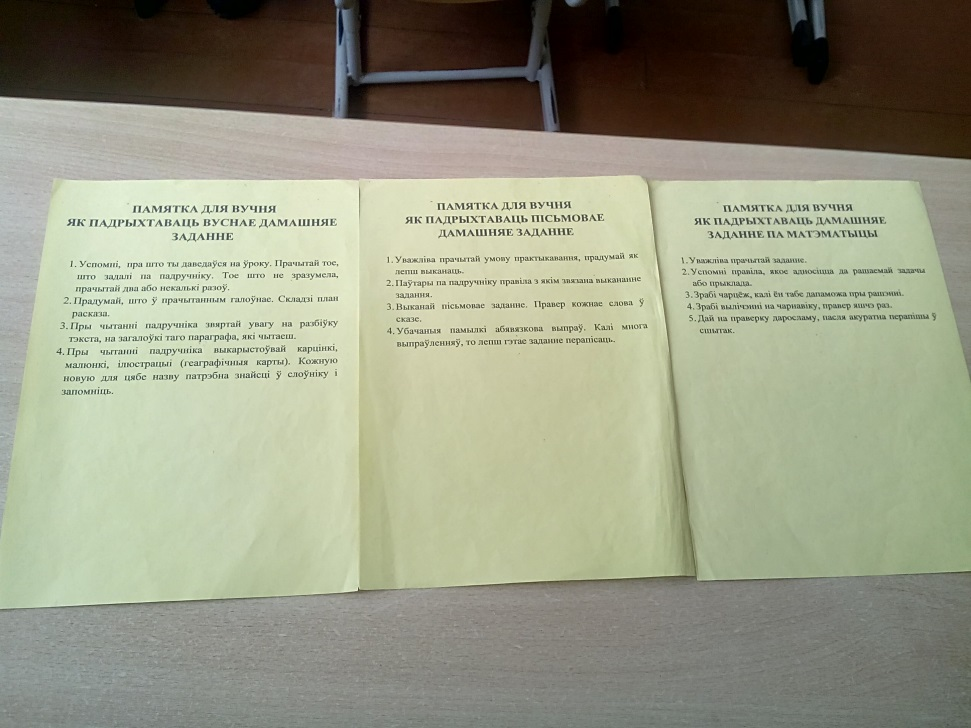 ПАМЯТКА ДЛЯ ВУЧНЯ
ЯК ПАДРЫХТАВАЦЬ ВУСНАЕ ДАМАШНЯЕ
ЗАДАННЕ
1. Успомні, пра што ты даведаўся на ўроку. Прачытай тое,
што задалі па падручніку. Тое што не зразумела,
прачытай два або некалькі разоў.
2. Прадумай, што ў прачытанным галоўнае. Складзі план
расказа.
3. Пры чытанні падручніка звяртай увагу на разбіўку
тэкста, на загалоўкі таго параграфа, які чытаеш.
4. Пры чытанні падручніка выкарыстоўвай карцінкі,
малюнкі, ілюстрацыі (геаграфічныя карты). Кожную
новую для цябе назву патрэбна знайсці ў слоўніку і
запомніць.
ПАМЯТКА ДЛЯ ВУЧНЯ
ЯК ПАДРЫХТАВАЦЬ ПІСЬМОВАЕ
ДАМАШНЯЕ ЗАДАННЕ
1. Уважліва прачытай умову практыкавання, прадумай як
лепш выканаць.
2. Паўтары па падручніку правіла з якім звязана выкананне
задання.
3. Выканай пісьмовае заданне. Правер кожнае слова ў
сказе.
4. Убачаныя памылкі абявязкова выпраў. Калі многа
выпраўленняў, то лепш гэтае заданне перапісаць.
ПАМЯТКА ДЛЯ ВУЧНЯ
ЯК ПАДРЫХТАВАЦЬ ДАМАШНЯЕ
ЗАДАННЕ ПА МАТЭМАТЫЦЫ
1. Уважліва прачытай заданне.
2. Успомні правіла, якое адносіцца да рашаемай задачы
або прыклада.
3. Зрабі чарцёж, калі ён табе дапаможа пры рашэнні.
4. Зрабі вылічэнні на чарнавіку, правер яшчэ раз.
5. Дай на праверку даросламу, пасля акуратна перапішы ў
сшытак.